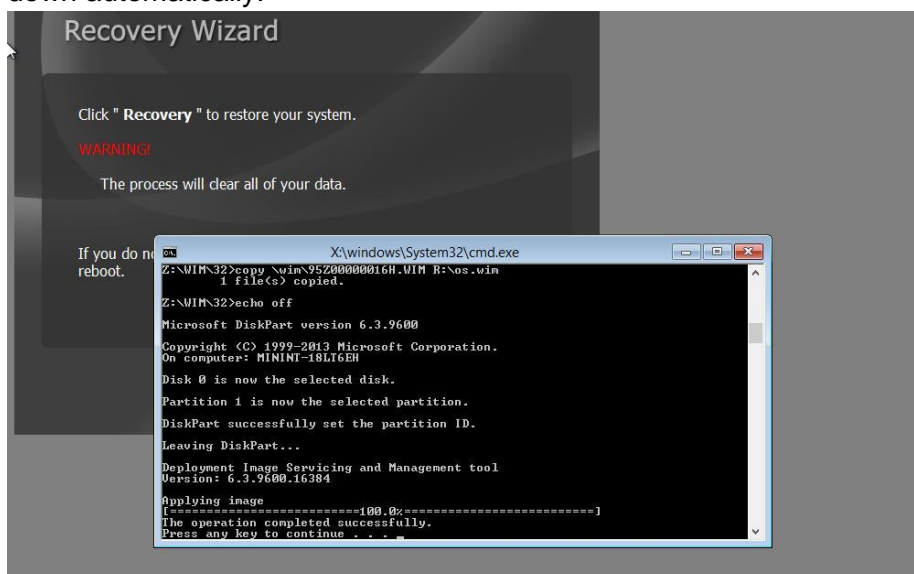 down automatically.
Recovery Wizard
Click " Recovery " to restore your system.
WARNING!
The process will clear all of your data.
If you do n
reboot.
X:\windows\System32\cmd.exe
Z:\WIM\32>copy \wim\95Z00000016H.WIM R:\os.wim
1 file(s) copied.
Z:\WIM\32>echo off
Microsoft DiskPart version 6.3.9600
Copyright (C) 1999-2013 Microsoft Corporation.
On computer: MININT-18LT6EH
Disk 0 is now the selected disk.
Partition 1 is now the selected partition.
DiskPart successfully set the partition ID.
Leaving DiskPart...
Deployment Image Servicing and Management tool
Version: 6.3.9600.16384
Applying image
[==========================100.0%==========================]
The operation completed successfully.
Press any key to continue . . . _